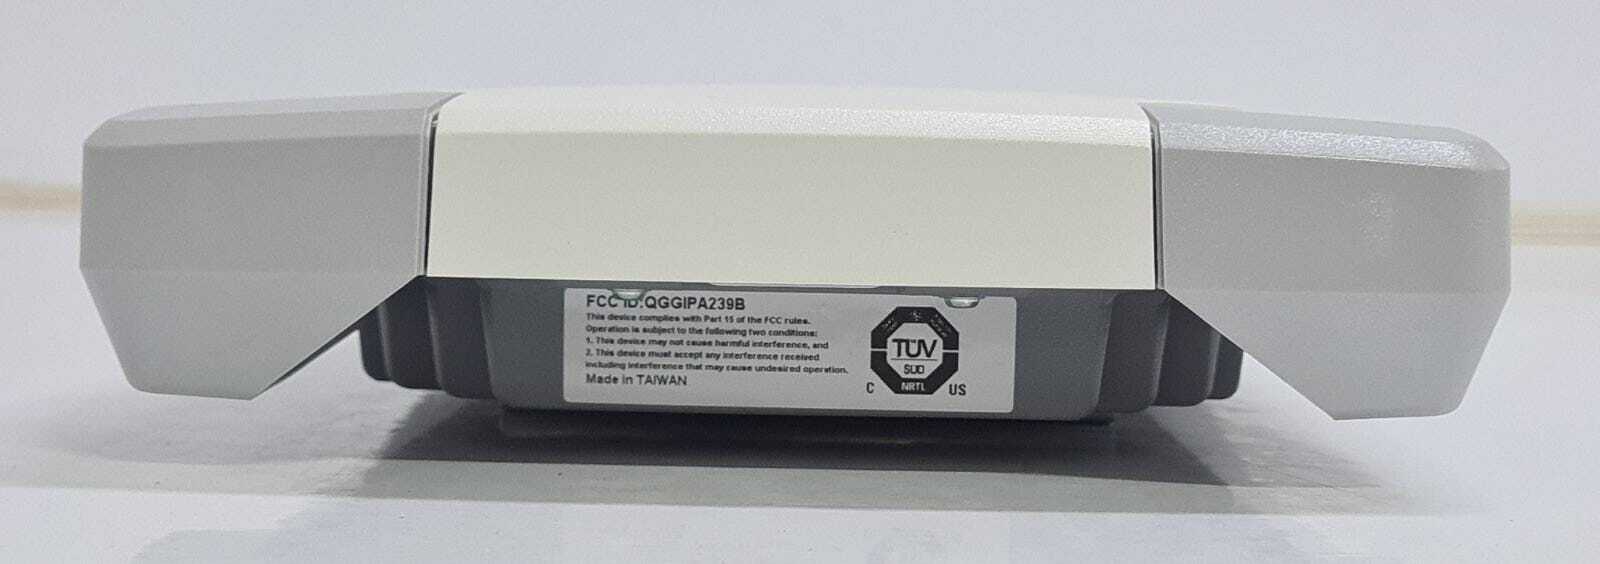 FCC ID:QGGIPA239B
This device complies with Part 15 of the FCC rules.
Operation is subject to the following two conditions:
1. This device may not cause harmful interference, and
2. This device must accept any interference received
including interference that may cause undesired operation.
Made in TAIWAN
TÜV
SÜD
NRTL
C US